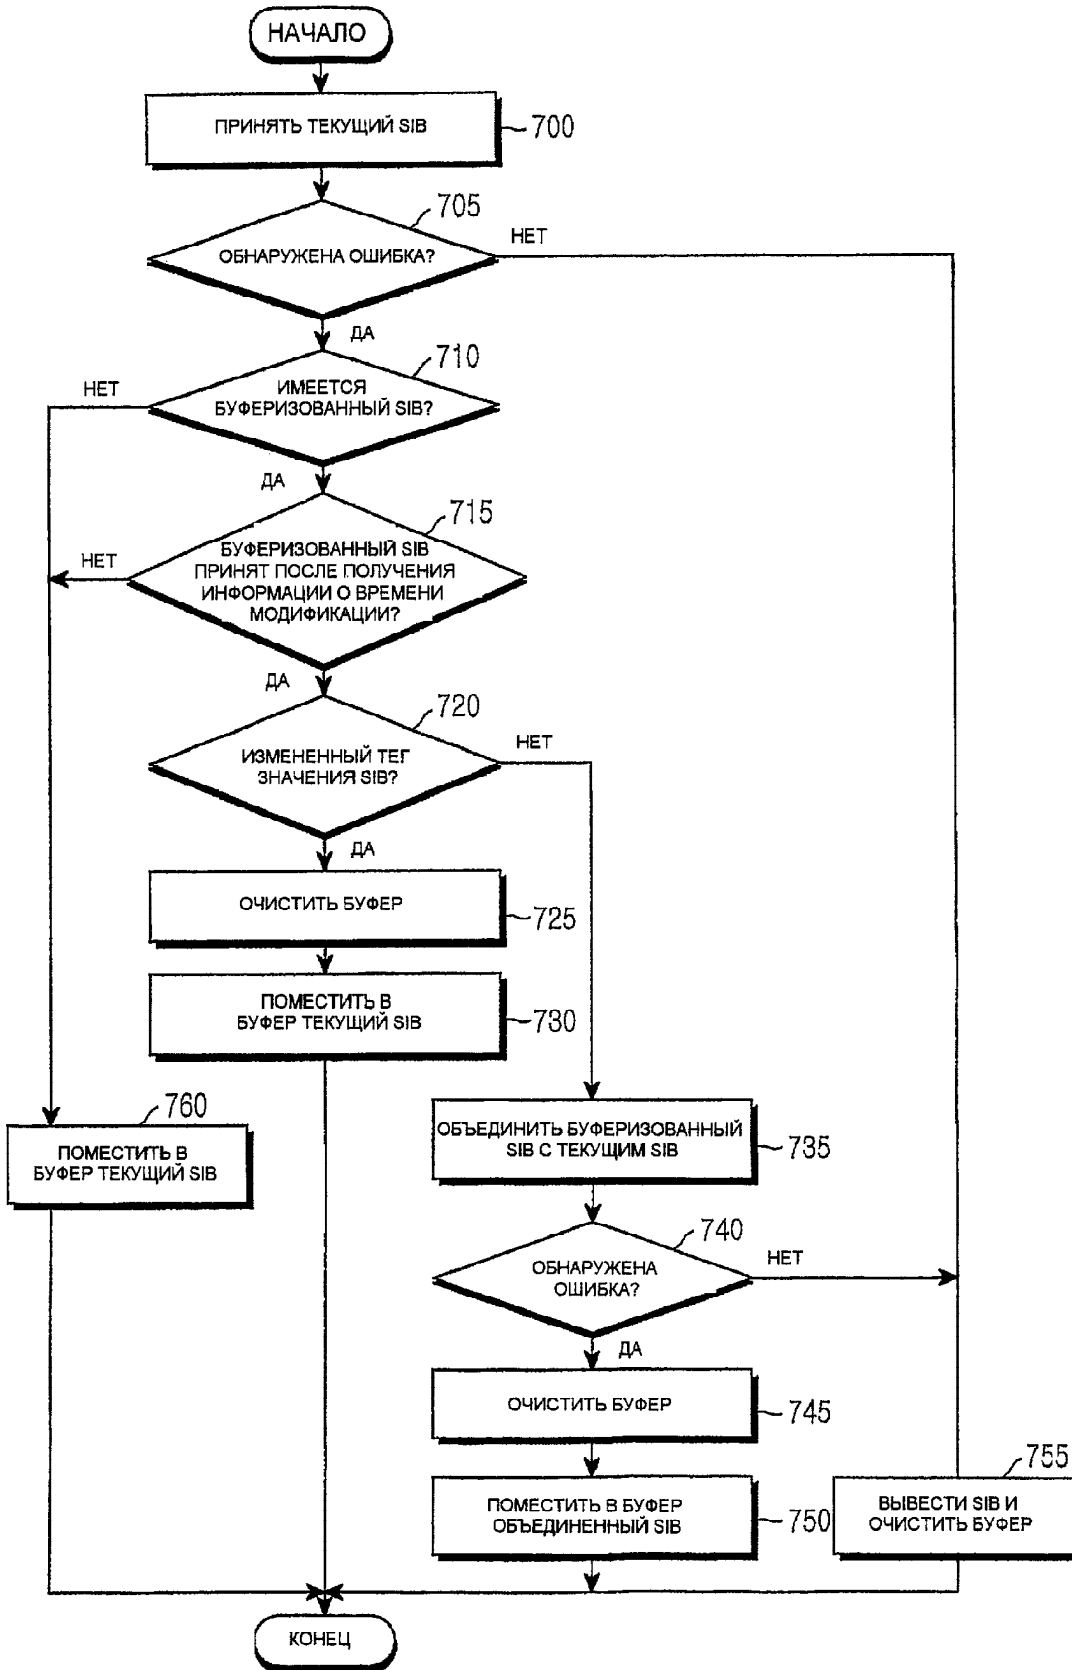 НАЧАЛО
ПРИНЯТЬ ТЕКУЩИЙ SIB
700
705
ОБНАРУЖЕНА ОШИБКА?
НЕТ
ДА
710
НЕТ
ИМЕЕТСЯ
БУФЕРИЗОВАННЫЙ SIB?
ДА
715
НЕТ
БУФЕРИЗОВАННЫЙ SIB
ПРИНЯТ ПОСЛЕ ПОЛУЧЕНИЯ
ИНФОРМАЦИИ О ВРЕМЕНИ
МОДИФИКАЦИИ?
ДА
720
НЕТ
ИЗМЕНЕННЫЙ ТЕГ
ЗНАЧЕНИЯ SIB?
ДА
ОЧИСТИТЬ БУФЕР
725
ПОМЕСТИТЬ В
БУФЕР ТЕКУЩИЙ SIB
730
760
ПОМЕСТИТЬ В
БУФЕР ТЕКУЩИЙ SIB
ОБЪЕДИНИТЬ БУФЕРИЗОВАННЫЙ
SIB С ТЕКУЩИМ SIB
735
740
ОБНАРУЖЕНА
ОШИБКА?
НЕТ
ДА
ОЧИСТИТЬ БУФЕР
745
ПОМЕСТИТЬ В БУФЕР
ОБЪЕДИНЕННЫЙ SIB
750
755
ВЫВЕСТИ SIB И
ОЧИСТИТЬ БУФЕР
КОНЕЦ